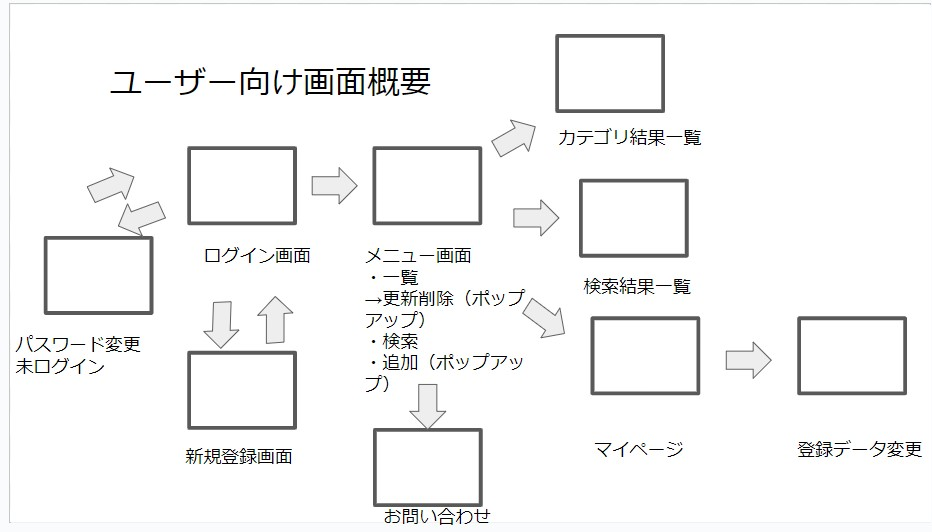 ユーザー向け画面概要
カテゴリ結果一覧
ログイン画面
メニュー画面
・一覧
→更新削除（ポップ
アップ）
・検索
・追加（ポップアッ
プ）
検索結果一覧
パスワード変更
未ログイン
新規登録画面
マイページ
登録データ変更
お問い合わせ